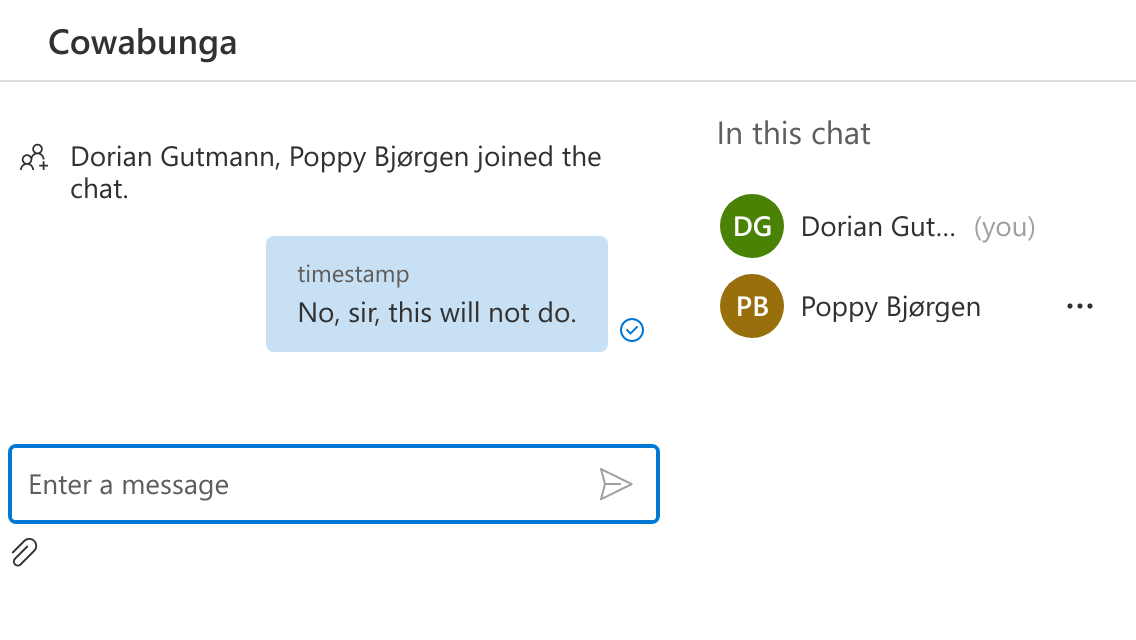 Cowabunga
Dorian Gutmann, Poppy Bjørgen joined the
chat.
timestamp
No, sir, this will not do.
Enter a message
In this chat
DG Dorian Gut... (you)
PB Poppy Bjørgen